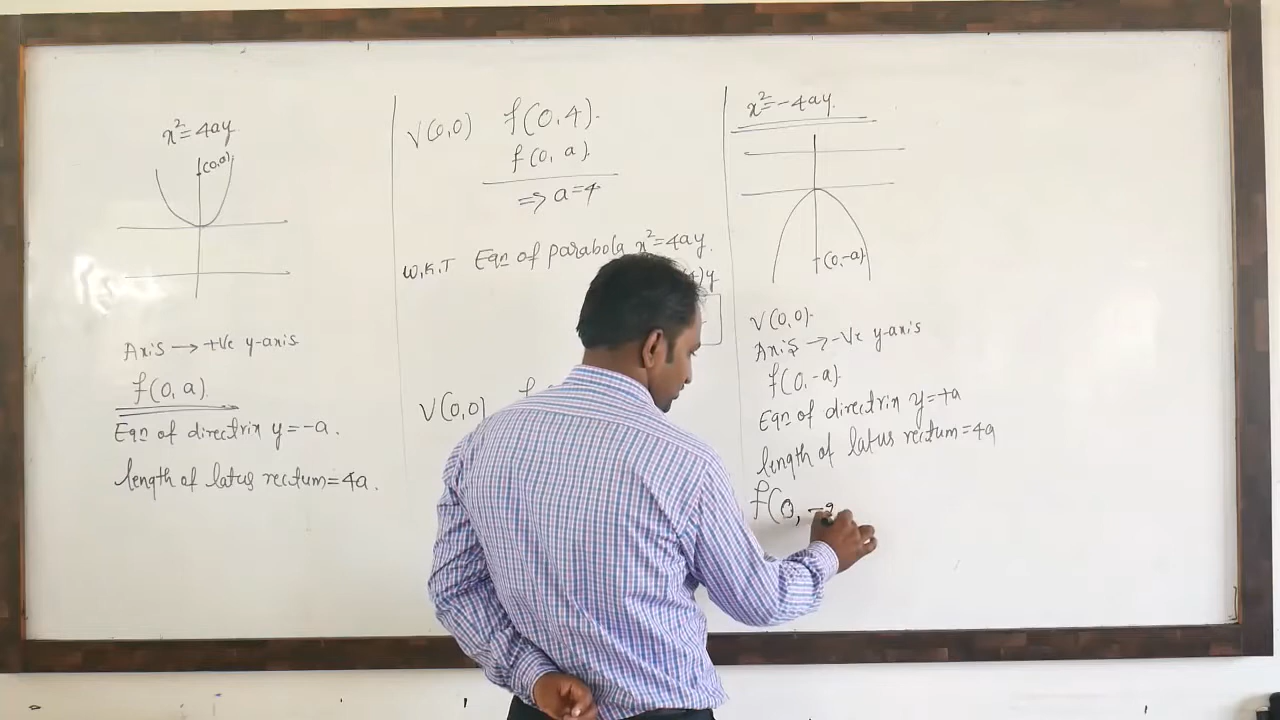 x²=4ay
(0,a)
Axis → +ve y-axis
f(0, a).
Eqn of directrix y=-a.
length of latus rectum=4a.
V(0,0) f(0,4).
f(0, a).
⇒ a=4
W.K.T Eqn of parabola x²=4ay.
)y
V(0,0)
x²=-4ay.
(0,-a)
V(0,0).
Axis → -ve y-axis
f(0,-a).
Eqn of directrix y=+a
length of latus rectum=4a
f(0,